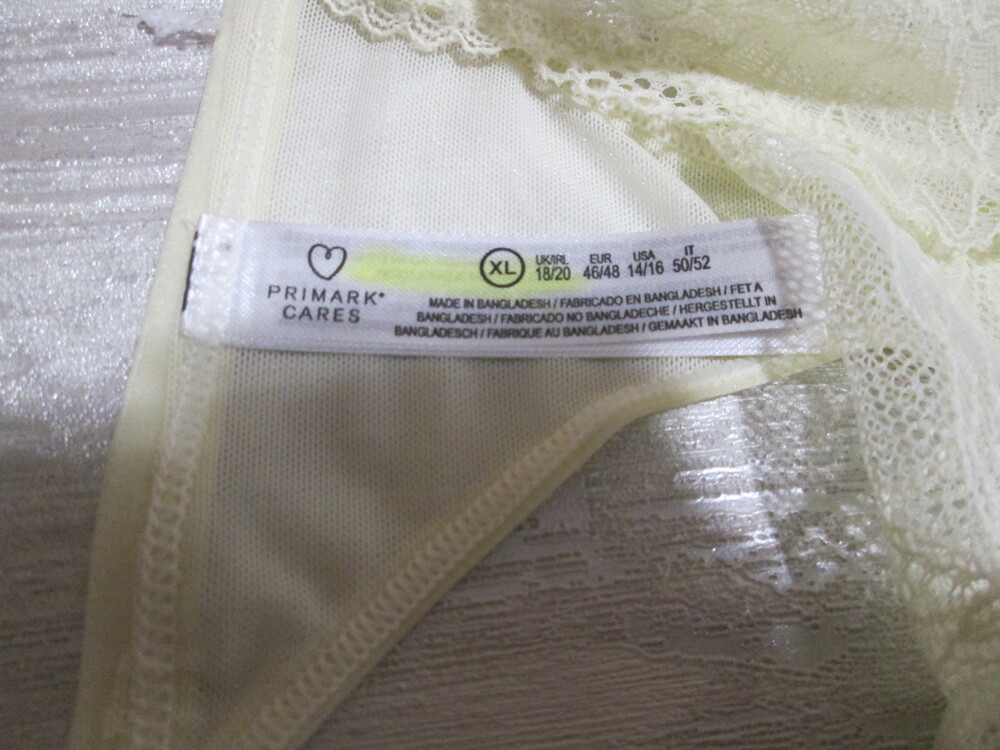 PRIMARK*
CARES
XL
UK/IRL EUR USA IT
18/20 46/48 14/16 50/52
MADE IN BANGLADESH / FABRICADO EN BANGLADESH / FET A
BANGLADESH / FABRICADO NO BANGLADECHE / HERGESTELLT IN
BANGLADESCH / FABRIQUE AU BANGLADESH / GEMAAKT IN BANGLADESH